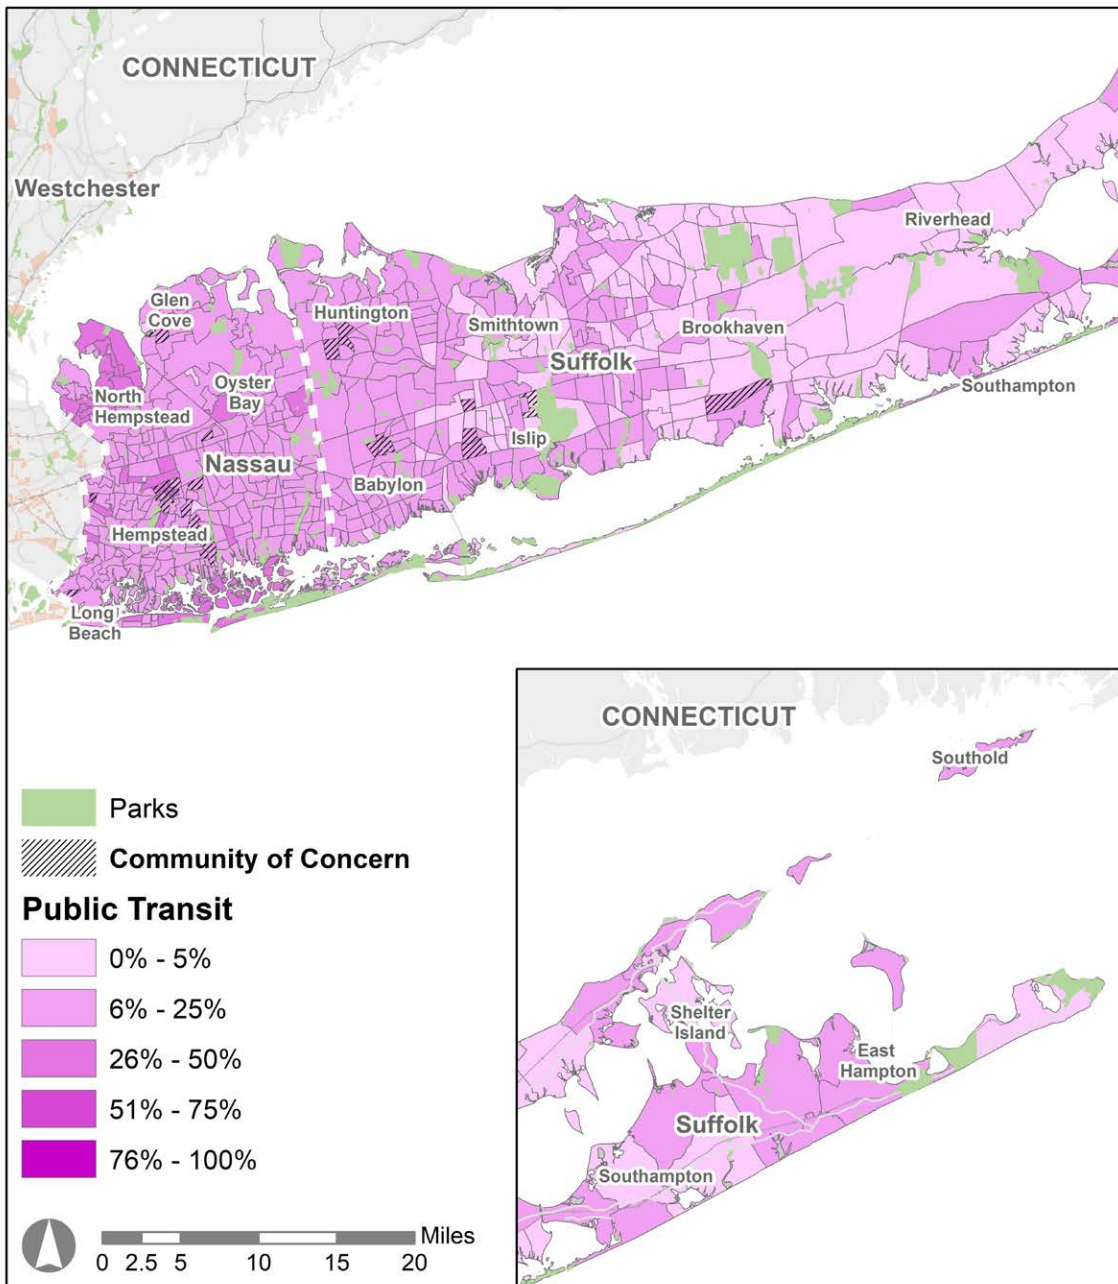 CONNECTICUT
Westchester
Riverhead
Glen
Cove
Huntington
Smithtown
Brookhaven
Suffolk
Southampton
North
Hempstead
Oyster
Bay
Islip
Nassau
Babylon
Hempstead
Long
Beach
CONNECTICUT
Southold
Shelter
Island
East
Hampton
Suffolk
Southampton
Parks
Community of Concern
Public Transit
0% - 5%
6% - 25%
26% - 50%
51% - 75%
76% - 100%
Miles
0 2.5 5 10 15 20